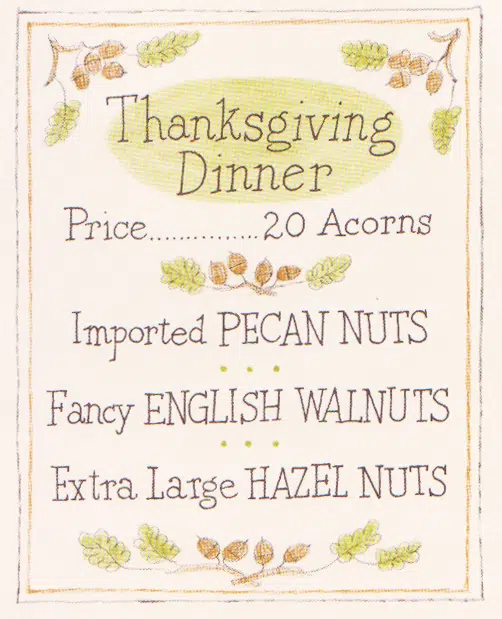 Thanksgiving
Dinner
Price..............20 Acorns
Imported PECAN NUTS
Fancy ENGLISH WALNUTS
Extra Large HAZEL NUTS